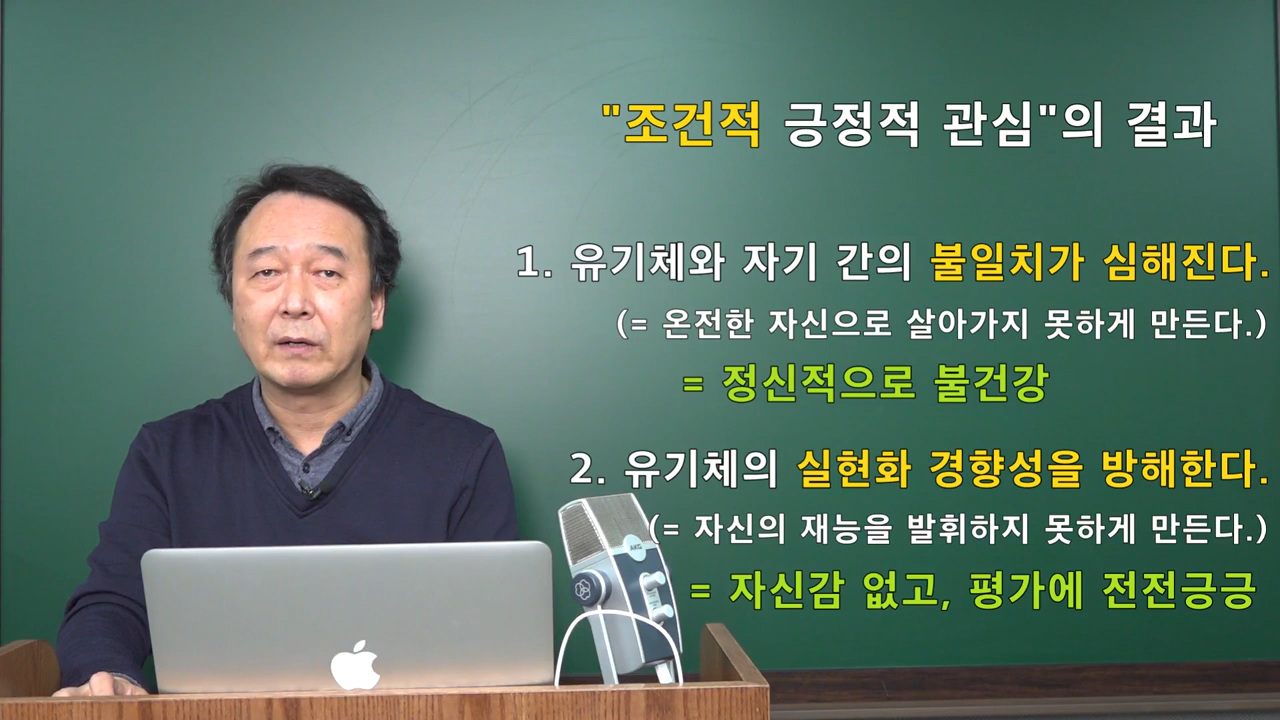 "조건적 긍정적 관심"의 결과
1. 유기체와 자기 간의 불일치가 심해진다.
(= 온전한 자신으로 살아가지 못하게 만든다.)
= 정신적으로 불건강
2. 유기체의 실현화 경향성을 방해한다.
(= 자신의 재능을 발휘하지 못하게 만든다.)
= 자신감 없고, 평가에 전전긍긍
AKG